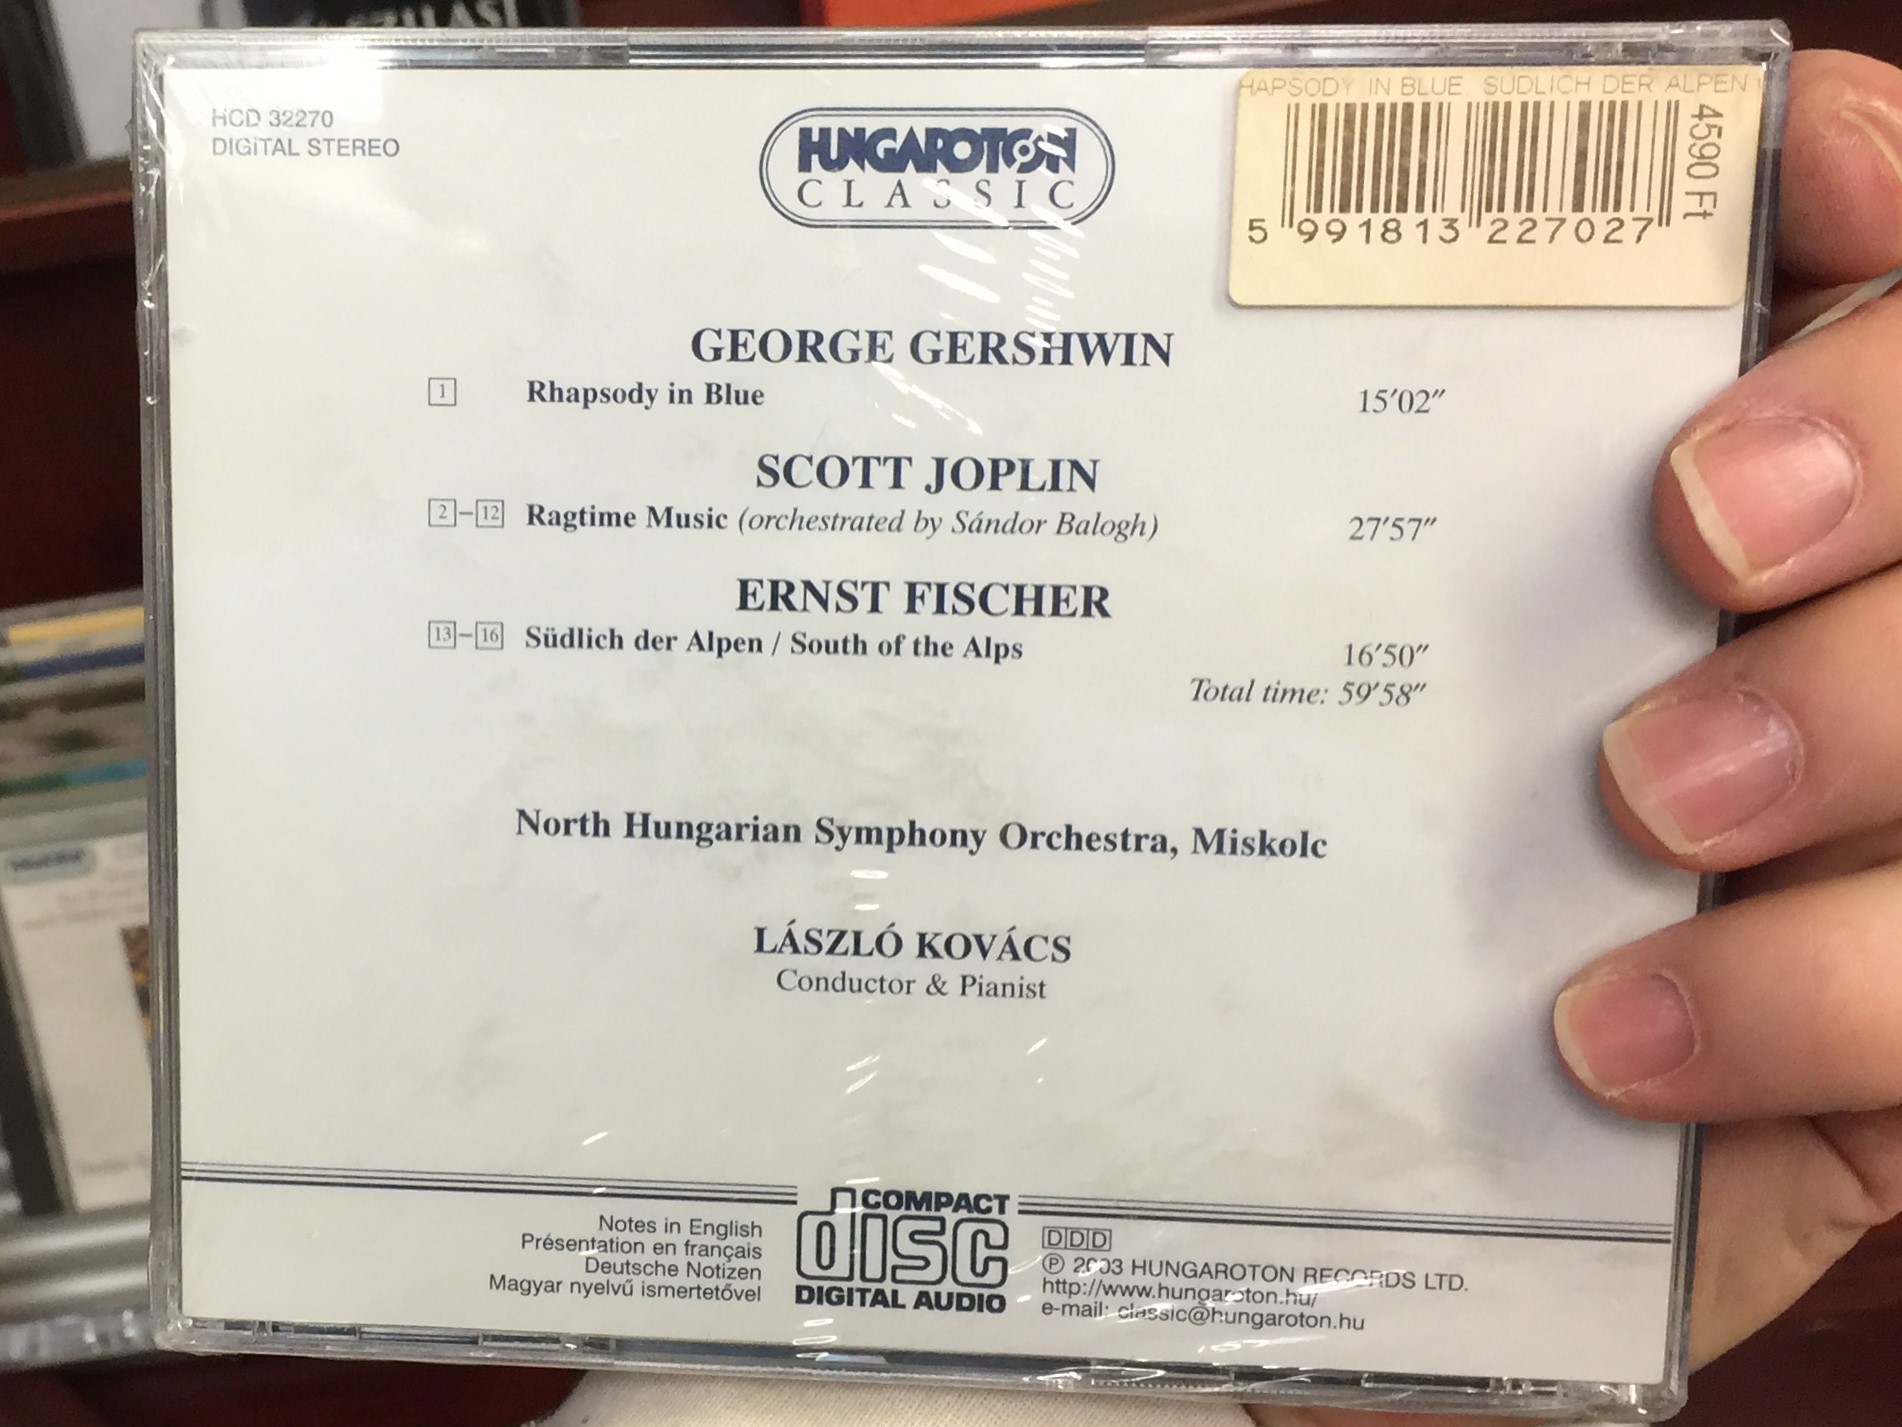 HCD 32270
DIGITAL STEREO
HUNGAROTON
CLASSIC
HAPSODY IN BLUE, SÜDLICH DER ALPEN
4590 Ft
5 991813 227027
GEORGE GERSHWIN
1 Rhapsody in Blue 15′02″
SCOTT JOPLIN
2–12 Ragtime Music (orchestrated by Sándor Balogh) 27′57″
ERNST FISCHER
13–16 Südlich der Alpen / South of the Alps 16′50″
Total time: 59′58″
North Hungarian Symphony Orchestra, Miskolc
LÁSZLÓ KOVÁCS
Conductor & Pianist
Notes in English
Présentation en français
Deutsche Notizen
Magyar nyelvű ismertetővel
COMPACT
disc
DIGITAL AUDIO
DDD
℗ 2003 HUNGAROTON RECORDS LTD.
http://www.hungaroton.hu/
e-mail: classic@hungaroton.hu